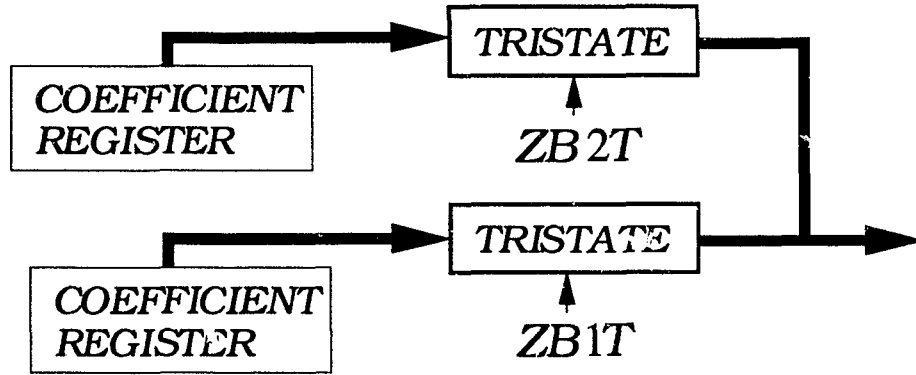 TRISTATE
COEFFICIENT
REGISTER
ZB2T
TRISTATE
COEFFICIENT
REGISTER
ZB1T